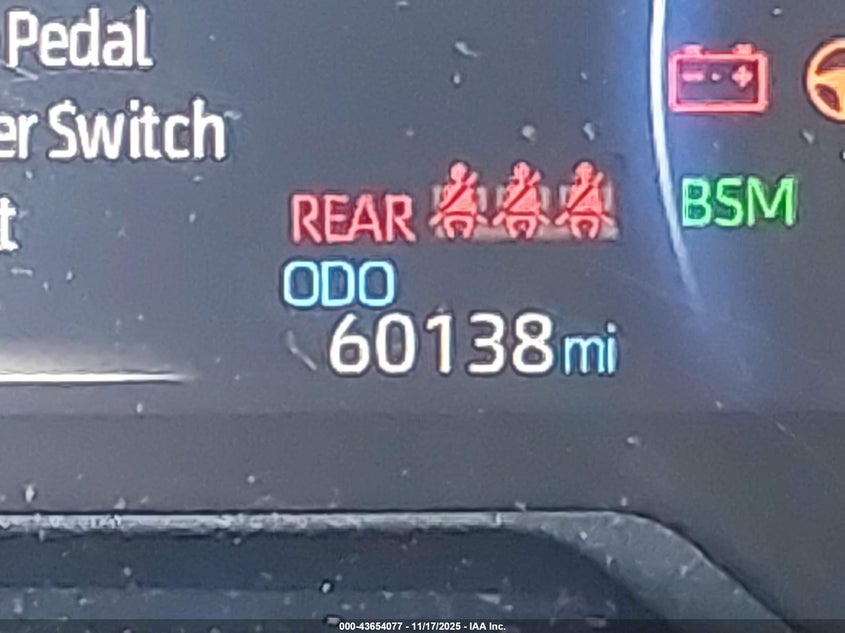 Pedal
er Switch
t
REAR
BSM
ODO
60138 mi
000-43654077 - 11/17/2025 - IAA Inc.